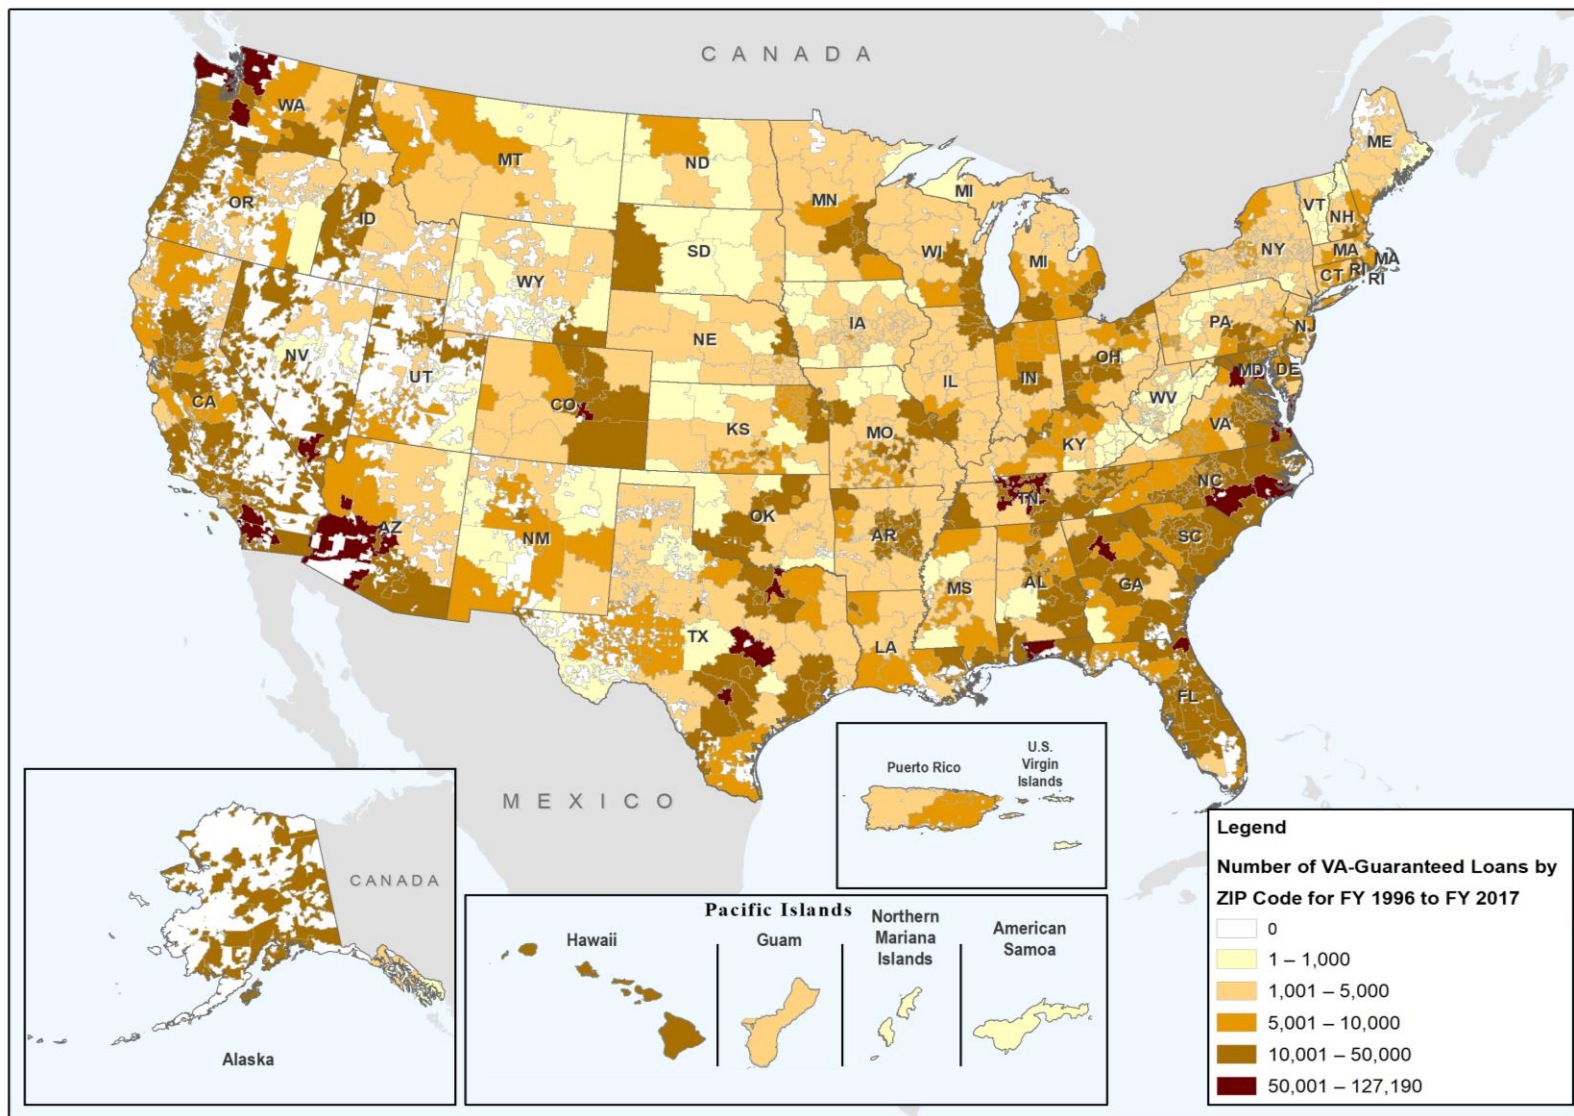 CANADA
WA
MT
ND
MN
MI
ME
VT
NH
OR
ID
SD
WI
MI
NY
MA
MA
CT
RI
RI
WY
IA
PA
NJ
NE
OH
NV
UT
IL
IN
MD
DE
CA
CO
WV
KS
MO
KY
VA
AZ
NM
OK
TN
NC
AR
SC
MS
AL
GA
TX
LA
FL
MEXICO
Puerto Rico
U.S.
Virgin
Islands
CANADA
Alaska
Pacific Islands
Hawaii
Guam
Northern
Mariana
Islands
American
Samoa
Legend
Number of VA-Guaranteed Loans by
ZIP Code for FY 1996 to FY 2017
0
1 – 1,000
1,001 – 5,000
5,001 – 10,000
10,001 – 50,000
50,001 – 127,190